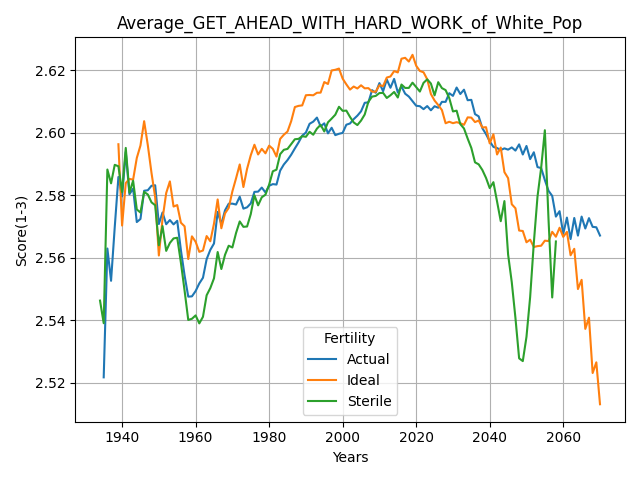 Average_GET_AHEAD_WITH_HARD_WORK_of_White_Pop
2.62
2.60
2.58
2.56
2.54
2.52
Score(1-3)
Fertility
Actual
Ideal
Sterile
1940 1960 1980 2000 2020 2040 2060
Years